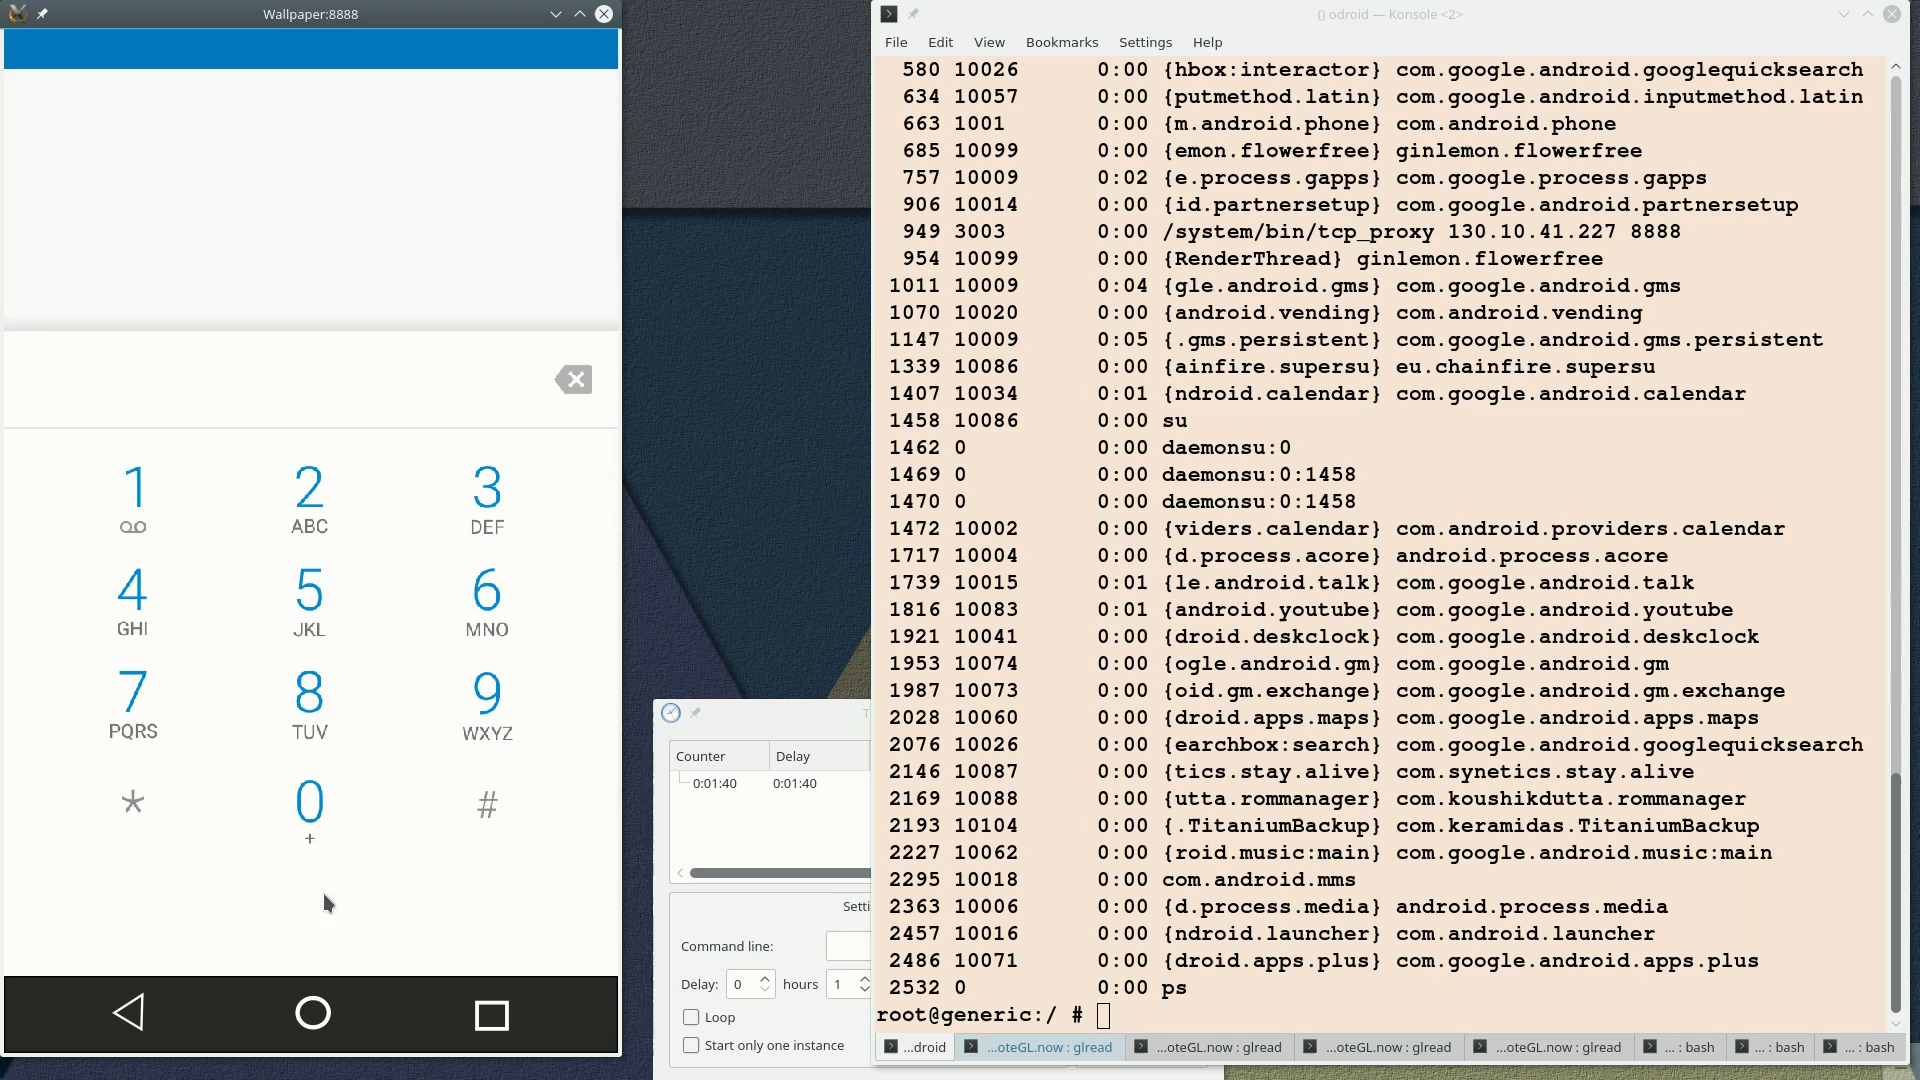 Wallpaper:8888
1
2
ABC
3
DEF
4
GHI
5
JKL
6
MNO
7
PQRS
8
TUV
9
WXYZ
*
0
+
#
Counter Delay
0:01:40 0:01:40
Command line:
Delay: 0 hours 1
Loop
Start only one instance
() odroid — Konsole <2>
File Edit View Bookmarks Settings Help
580 10026 0:00 {hbox:interactor} com.google.android.googlequicksearch
634 10057 0:00 {putmethod.latin} com.google.android.inputmethod.latin
663 1001 0:00 {m.android.phone} com.android.phone
685 10099 0:00 {emon.flowerfree} ginlemon.flowerfree
757 10009 0:02 {e.process.gapps} com.google.process.gapps
906 10014 0:00 {id.partnersetup} com.google.android.partnersetup
949 3003 0:00 /system/bin/tcp_proxy 130.10.41.227 8888
954 10099 0:00 {RenderThread} ginlemon.flowerfree
1011 10009 0:04 {gle.android.gms} com.google.android.gms
1070 10020 0:00 {android.vending} com.android.vending
1147 10009 0:05 {.gms.persistent} com.google.android.gms.persistent
1339 10086 0:00 {ainfire.supersu} eu.chainfire.supersu
1407 10034 0:01 {ndroid.calendar} com.google.android.calendar
1458 10086 0:00 su
1462 0 0:00 daemonsu:0
1469 0 0:00 daemonsu:0:1458
1470 0 0:00 daemonsu:0:1458
1472 10002 0:00 {viders.calendar} com.android.providers.calendar
1717 10004 0:00 {d.process.acore} android.process.acore
1739 10015 0:01 {le.android.talk} com.google.android.talk
1816 10083 0:01 {android.youtube} com.google.android.youtube
1921 10041 0:00 {droid.deskclock} com.google.android.deskclock
1953 10074 0:00 {ogle.android.gm} com.google.android.gm
1987 10073 0:00 {oid.gm.exchange} com.google.android.gm.exchange
2028 10060 0:00 {droid.apps.maps} com.google.android.apps.maps
2076 10026 0:00 {earchbox:search} com.google.android.googlequicksearch
2146 10087 0:00 {tics.stay.alive} com.synetics.stay.alive
2169 10088 0:00 {utta.rommanager} com.koushikdutta.rommanager
2193 10104 0:00 {.TitaniumBackup} com.keramidas.TitaniumBackup
2227 10062 0:00 {roid.music:main} com.google.android.music:main
2295 10018 0:00 com.android.mms
2363 10006 0:00 {d.process.media} android.process.media
2457 10016 0:00 {ndroid.launcher} com.android.launcher
2486 10071 0:00 {droid.apps.plus} com.google.android.apps.plus
2532 0 0:00 ps
root@generic:/ #
...droid ...oteGL.now : glread ...oteGL.now : glread ...oteGL.now : glread ...oteGL.now : glread ... : bash ... : bash ... : bash